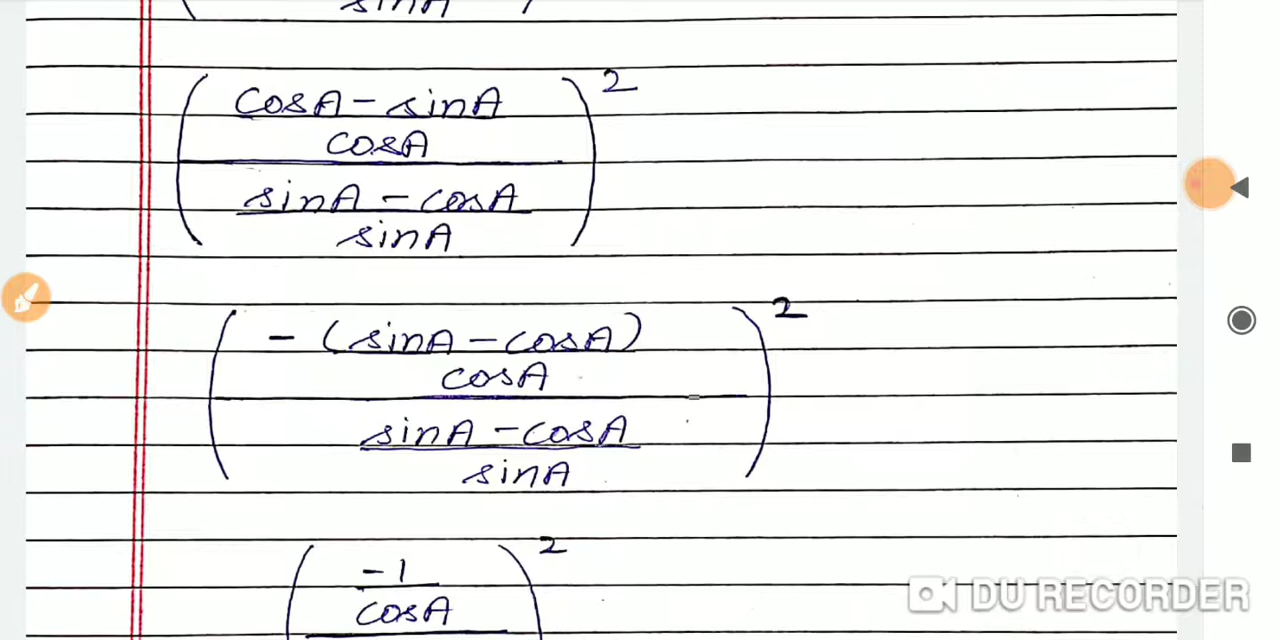 sinA
( cosA - sinA )2
cosA
sinA - cosA
sinA
( - (sinA - cosA) )2
cosA
sinA - cosA
sinA
( -1 )2
cosA
DU RECORDER